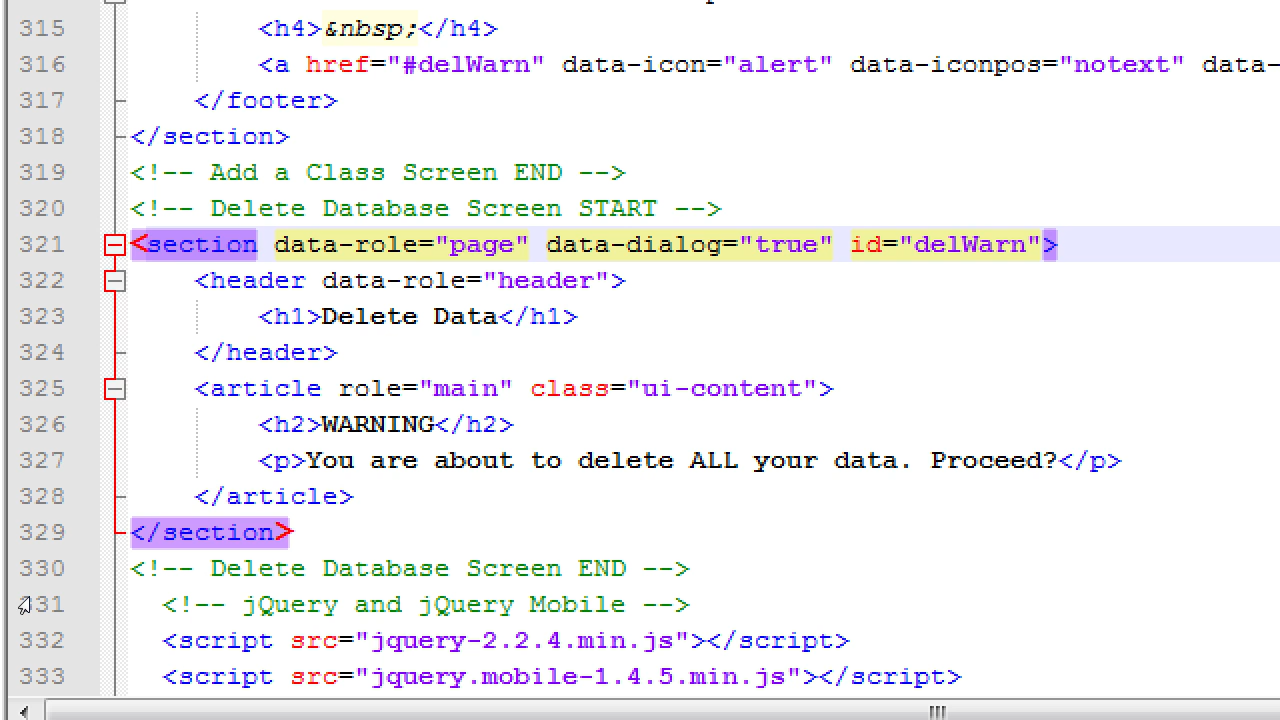 315 <h4>&nbsp;</h4>
316 <a href="#delWarn" data-icon="alert" data-iconpos="notext" data-
317 </footer>
318 </section>
319 <!-- Add a Class Screen END -->
320 <!-- Delete Database Screen START -->
321 <section data-role="page" data-dialog="true" id="delWarn">
322 <header data-role="header">
323 <h1>Delete Data</h1>
324 </header>
325 <article role="main" class="ui-content">
326 <h2>WARNING</h2>
327 <p>You are about to delete ALL your data. Proceed?</p>
328 </article>
329 </section>
330 <!-- Delete Database Screen END -->
331 <!-- jQuery and jQuery Mobile -->
332 <script src="jquery-2.2.4.min.js"></script>
333 <script src="jquery.mobile-1.4.5.min.js"></script>